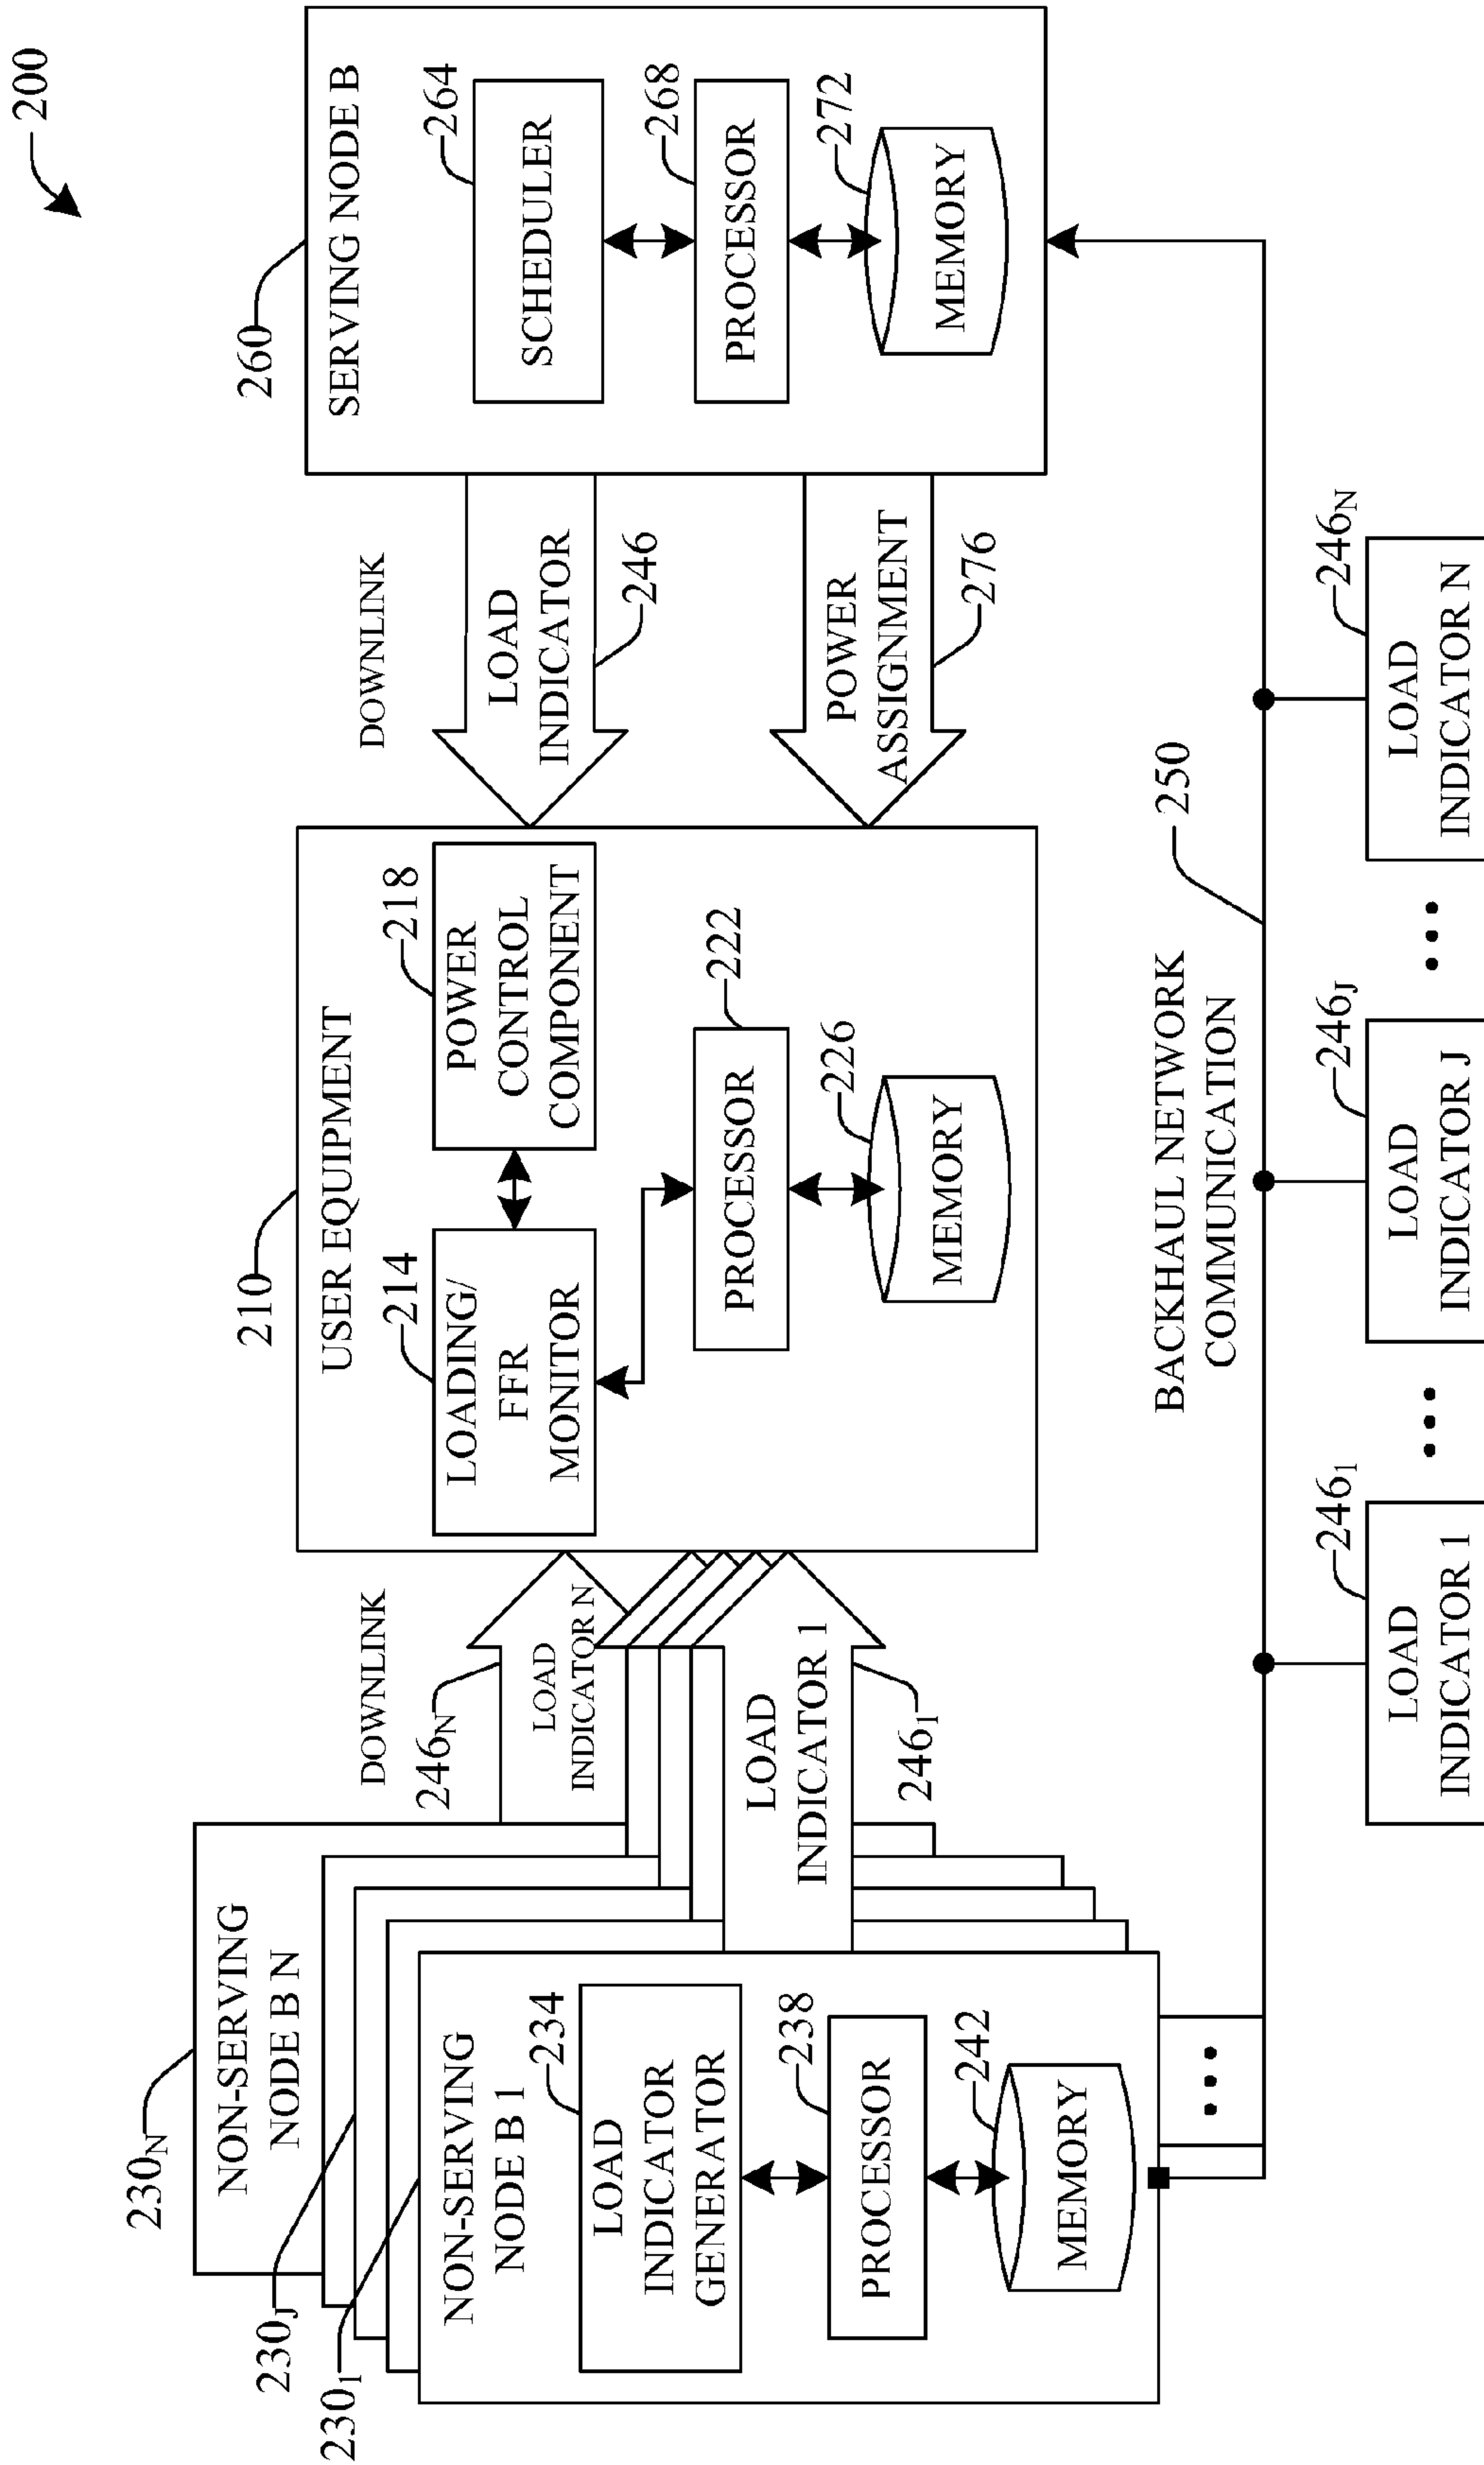 200
230N
230J
2301
NON-SERVING
NODE B N
NON-SERVING
NODE B 1
234
LOAD
INDICATOR
GENERATOR
238
PROCESSOR
242
MEMORY
DOWNLINK
246N
LOAD
INDICATOR N
LOAD
INDICATOR 1
2461
210
USER EQUIPMENT
214
LOADING/
FFR
MONITOR
218
POWER
CONTROL
COMPONENT
222
PROCESSOR
226
MEMORY
DOWNLINK
LOAD
INDICATOR
246
POWER
ASSIGNMENT
276
260
SERVING NODE B
264
SCHEDULER
268
PROCESSOR
272
MEMORY
BACKHAUL NETWORK
COMMUNICATION
250
...
2461
LOAD
INDICATOR 1
...
246J
LOAD
INDICATOR J
...
246N
LOAD
INDICATOR N